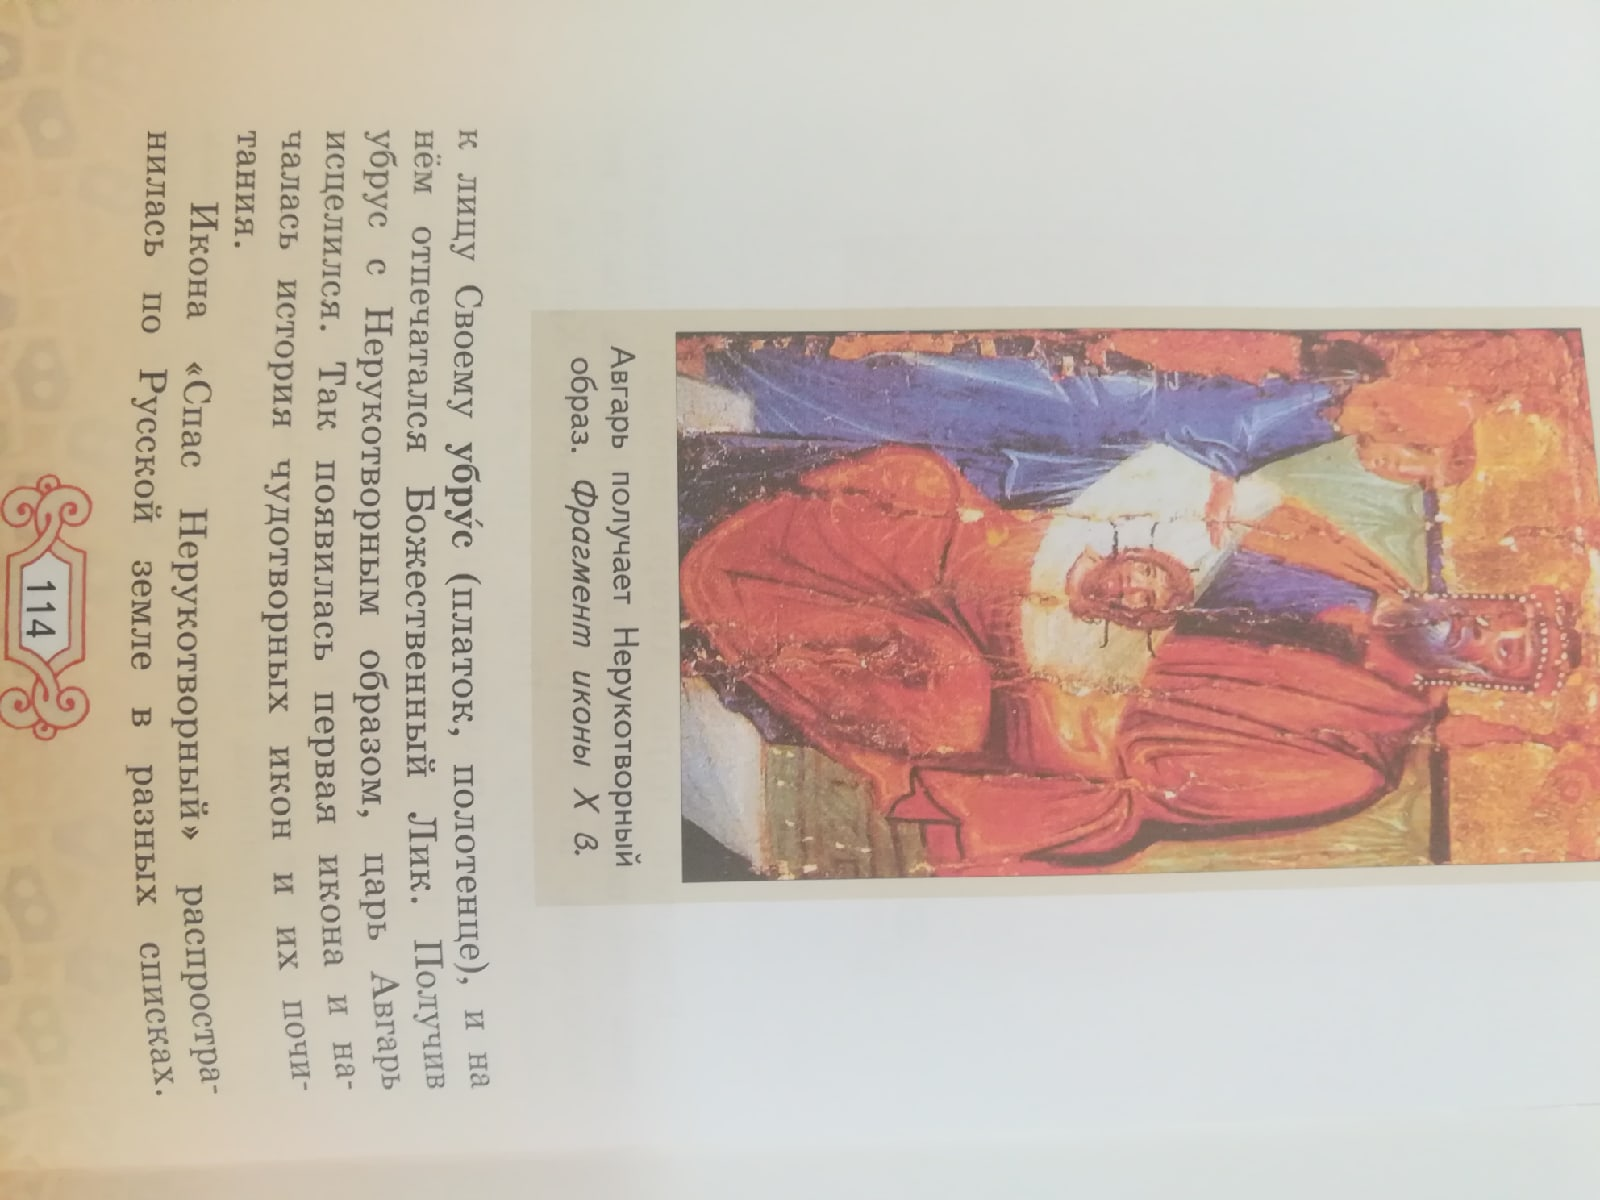 Авгарь получает Нерукотворный
образ. Фрагмент иконы X в.
к лицу Своему убру́с (платок, полотенце), и на
нём отпечатался Божественный Лик. Получив
убрус с Нерукотворным образом, царь Авгарь
исцелился. Так появилась первая икона и на-
чалась история чудотворных икон и их почи-
тания.
Икона «Спас Нерукотворный» распростра-
нилась по Русской земле в разных списках.
114